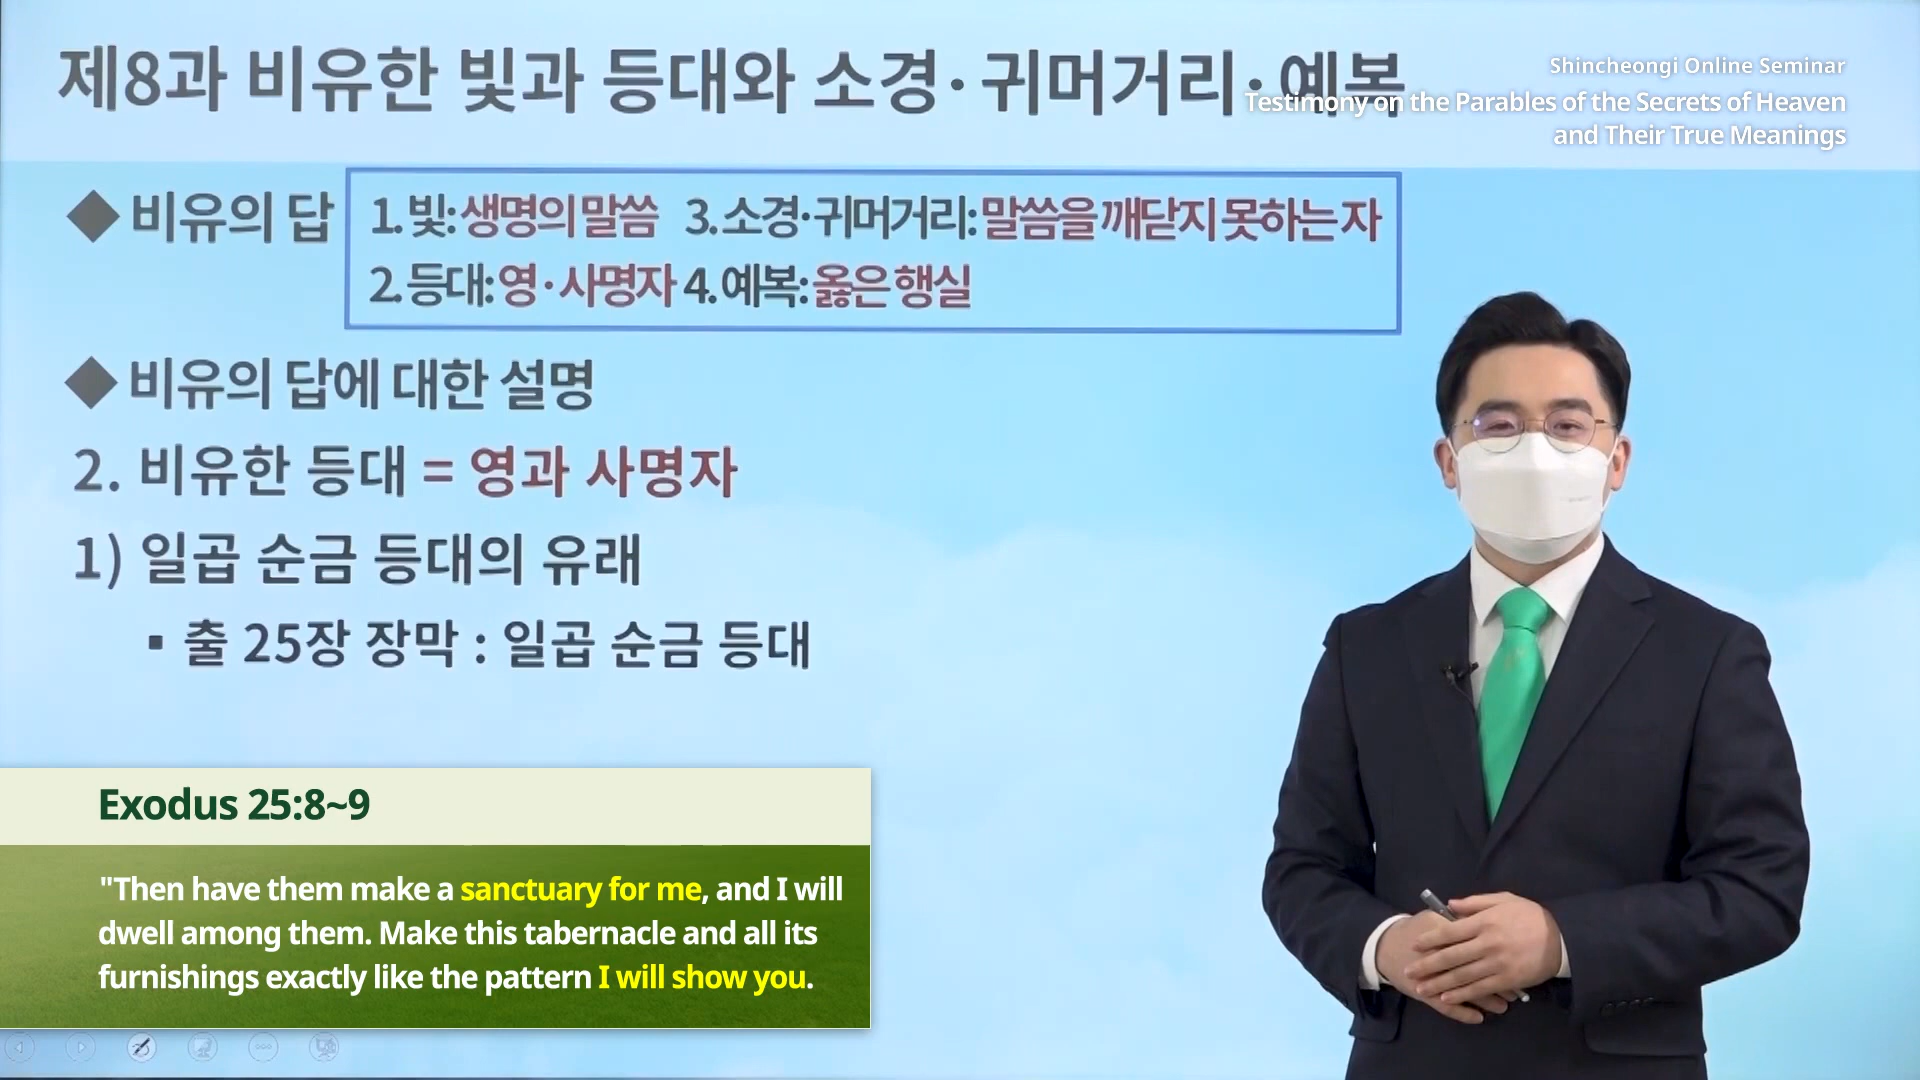 제8과 비유한 빛과 등대와 소경·귀머거리·예복
Shincheongi Online Seminar
Testimony on the Parables of the Secrets of Heaven
and Their True Meanings
◆ 비유의 답
1. 빛: 생명의 말씀 3. 소경·귀머거리: 말씀을 깨닫지 못하는 자
2. 등대: 영·사명자 4. 예복: 옳은 행실
◆ 비유의 답에 대한 설명
2. 비유한 등대 = 영과 사명자
1) 일곱 순금 등대의 유래
▪ 출 25장 장막 : 일곱 순금 등대
Exodus 25:8~9
"Then have them make a sanctuary for me, and I will
dwell among them. Make this tabernacle and all its
furnishings exactly like the pattern I will show you.